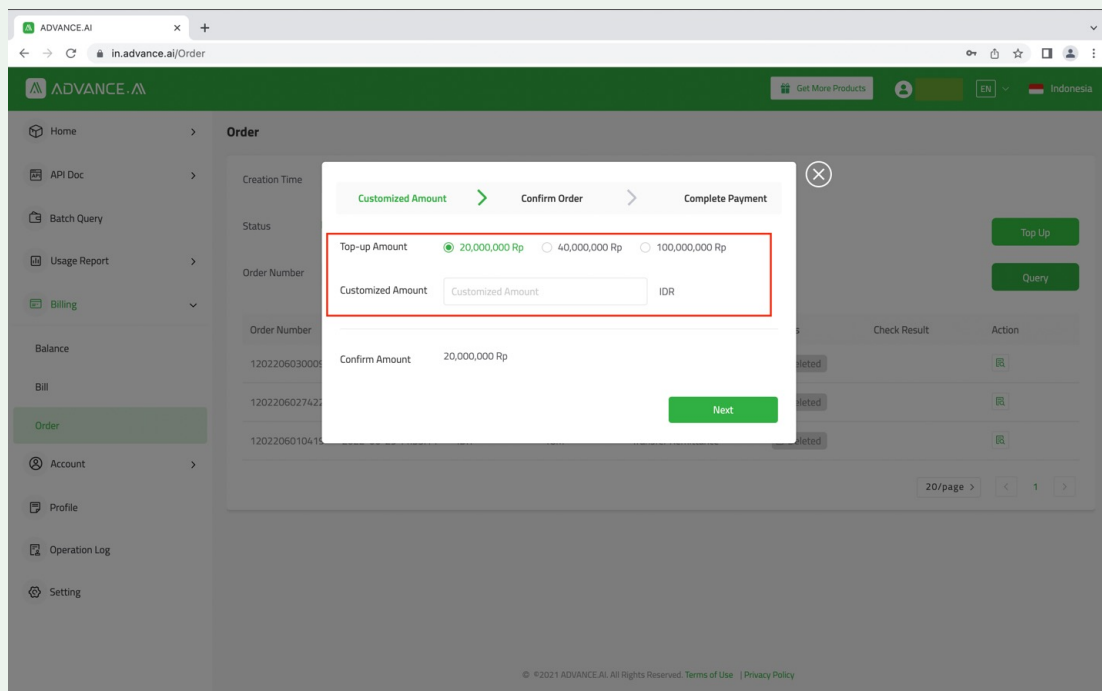 ADVANCE.AI
in.advance.ai/Order
ADVANCE.AI
Get More Products
EN
Indonesia
Home
API Doc
Batch Query
Usage Report
Billing
Balance
Bill
Order
Account
Profile
Operation Log
Setting
Order
Creation Time
Status
Order Number
Top Up
Query
Customized Amount
Confirm Order
Complete Payment
Top-up Amount 20,000,000 Rp 40,000,000 Rp 100,000,000 Rp
Customized Amount Customized Amount IDR
Confirm Amount 20,000,000 Rp
Next
Order Number Check Result Action
1202206030009
120220602742
1202206010419
20/page 1
© ©2021 ADVANCE.AI. All Rights Reserved. Terms of Use | Privacy Policy